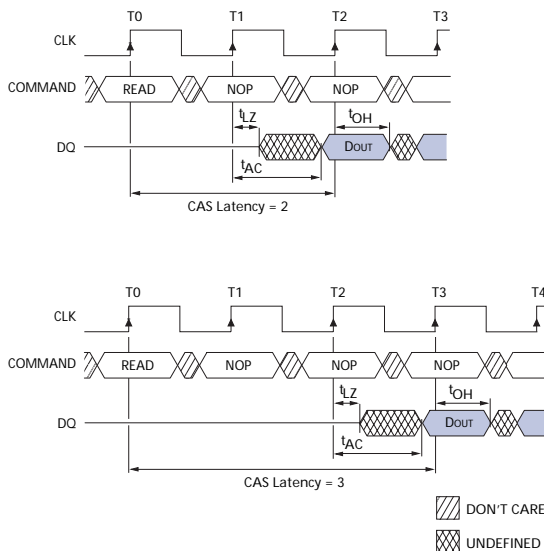 T0 T1 T2 T3
CLK
COMMAND READ NOP NOP
tLZ tOH
DQ DOUT
tAC
CAS Latency = 2
T0 T1 T2 T3 T4
CLK
COMMAND READ NOP NOP NOP
tLZ tOH
DQ DOUT
tAC
CAS Latency = 3
DON'T CARE
UNDEFINED